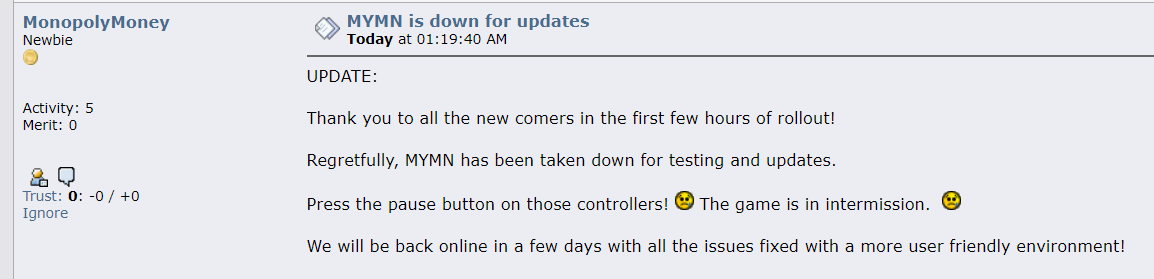 MonopolyMoney
Newbie
Activity: 5
Merit: 0
Trust: 0: -0 / +0
Ignore
MYMN is down for updates
Today at 01:19:40 AM
UPDATE:
Thank you to all the new comers in the first few hours of rollout!
Regretfully, MYMN has been taken down for testing and updates.
Press the pause button on those controllers! The game is in intermission.
We will be back online in a few days with all the issues fixed with a more user friendly environment!